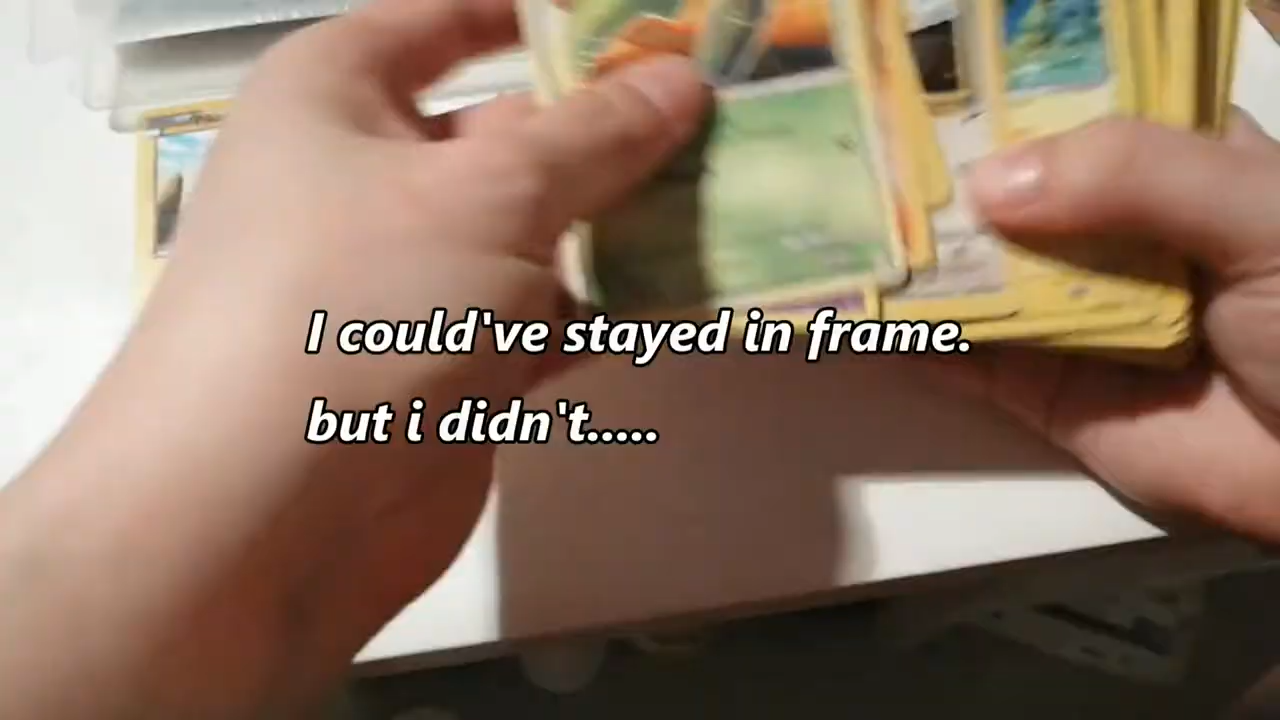 I could've stayed in frame.
but i didn't.....